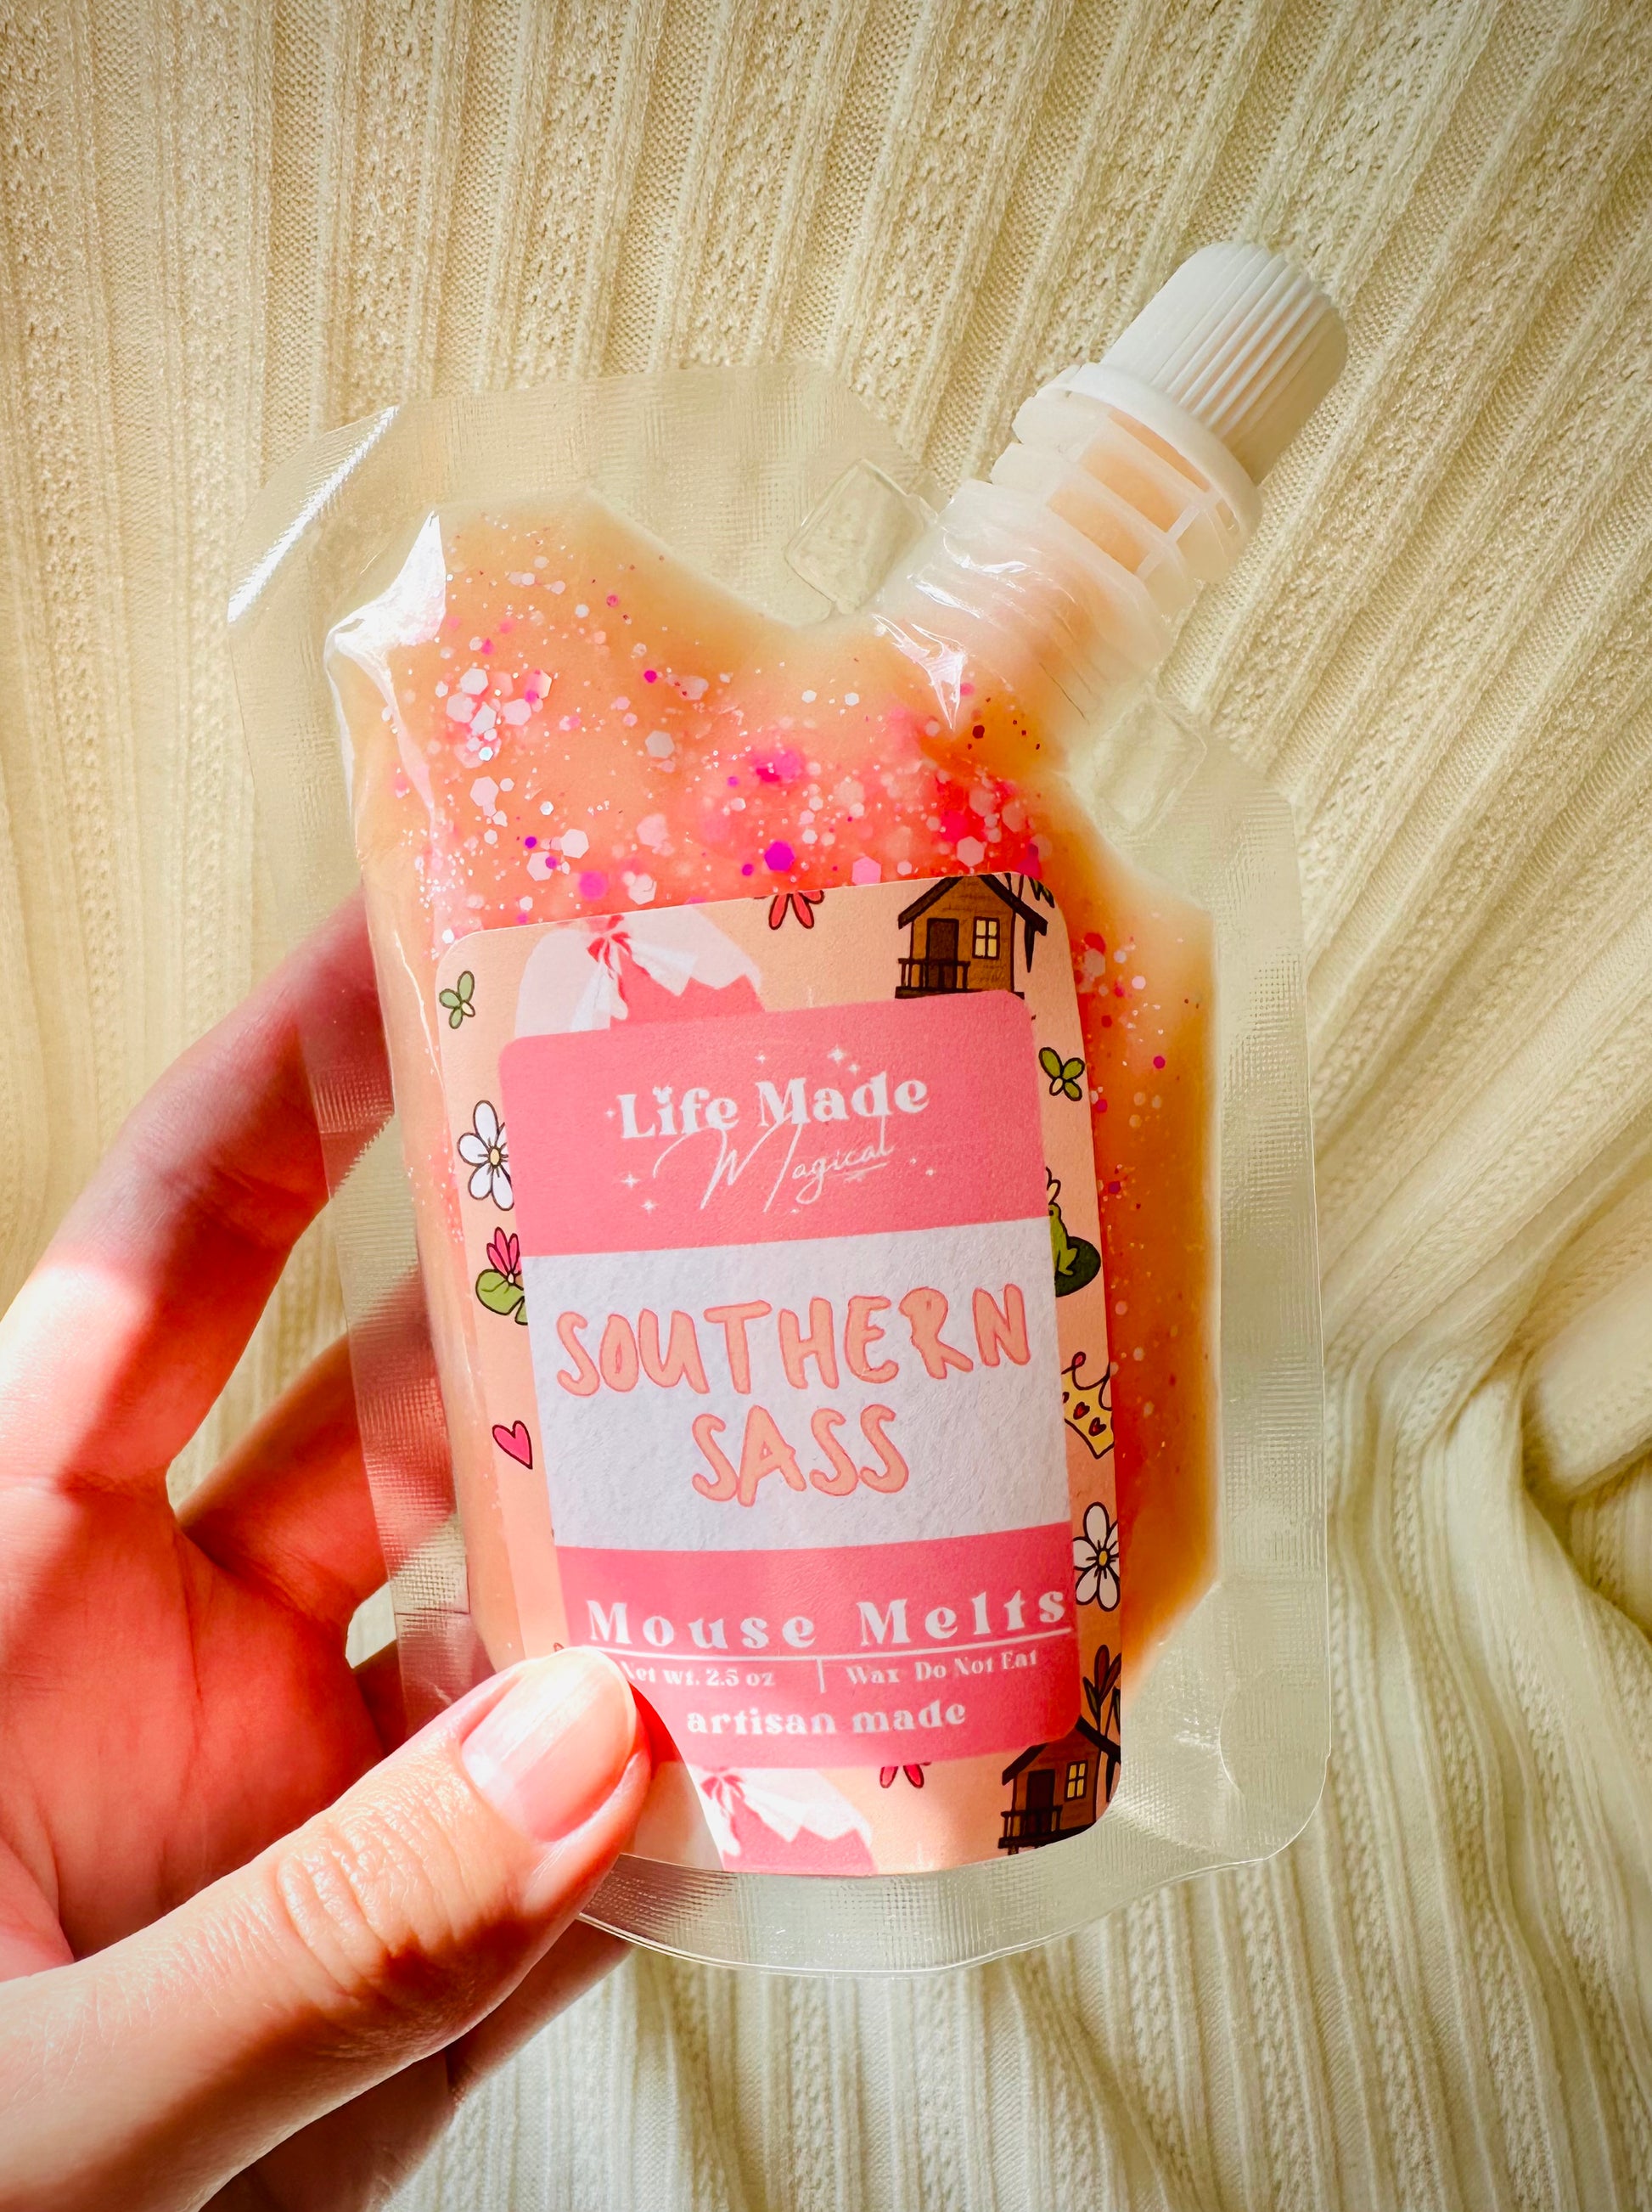 Life Made
Magical
SOUTHERN
SASS
Mouse Melts
Net wt. 2.5 oz | Wax Do Not Eat
artisan made